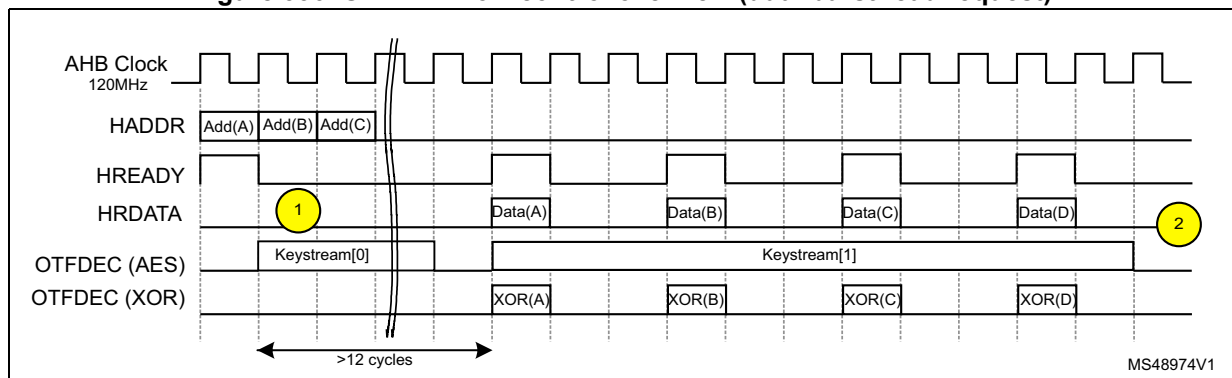 AHB Clock
120MHz
HADDR Add(A) Add(B) Add(C)
HREADY
HRDATA 1 Data(A) Data(B) Data(C) Data(D) 2
OTFDEC (AES) Keystream[0] Keystream[1]
OTFDEC (XOR) XOR(A) XOR(B) XOR(C) XOR(D)
>12 cycles
MS48974V1